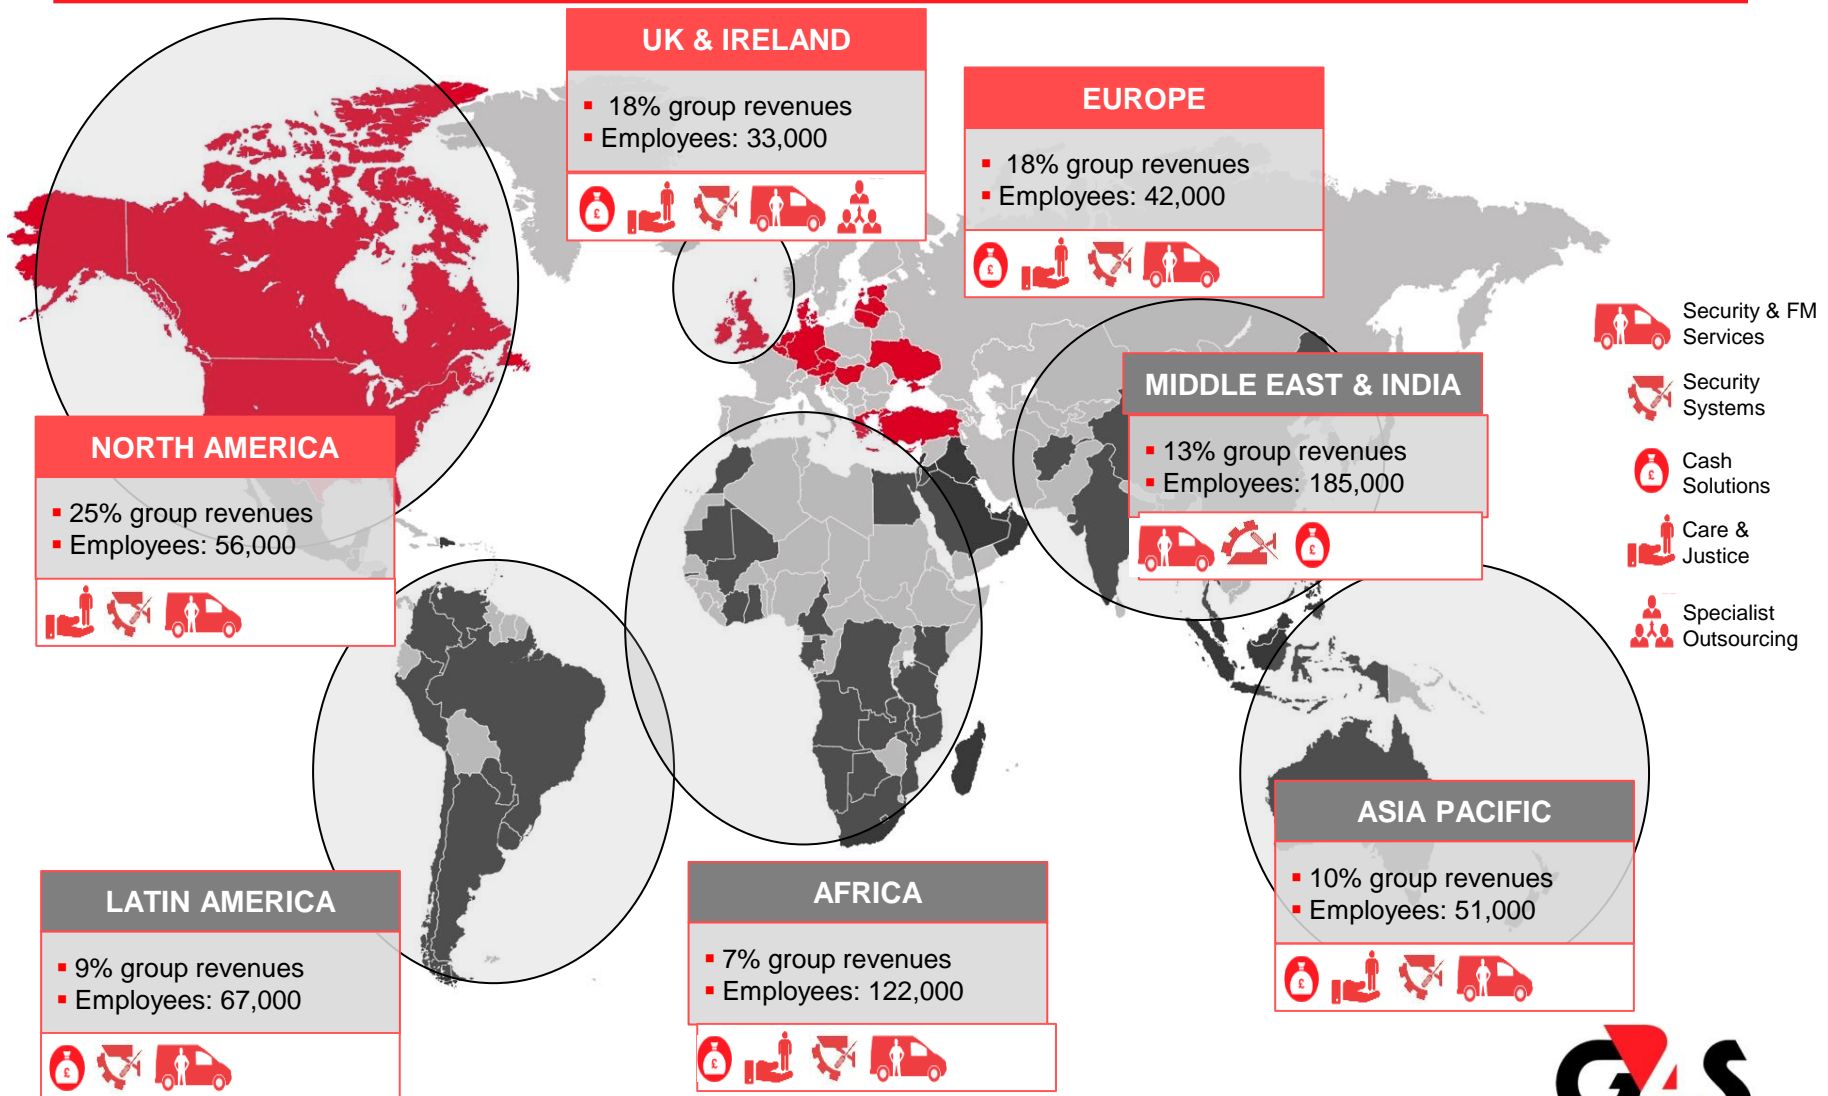 UK & IRELAND
18% group revenues
Employees: 33,000
EUROPE
18% group revenues
Employees: 42,000
NORTH AMERICA
25% group revenues
Employees: 56,000
MIDDLE EAST & INDIA
13% group revenues
Employees: 185,000
Security & FM
Services
Security
Systems
Cash
Solutions
Care &
Justice
Specialist
Outsourcing
LATIN AMERICA
9% group revenues
Employees: 67,000
AFRICA
7% group revenues
Employees: 122,000
ASIA PACIFIC
10% group revenues
Employees: 51,000
G4S